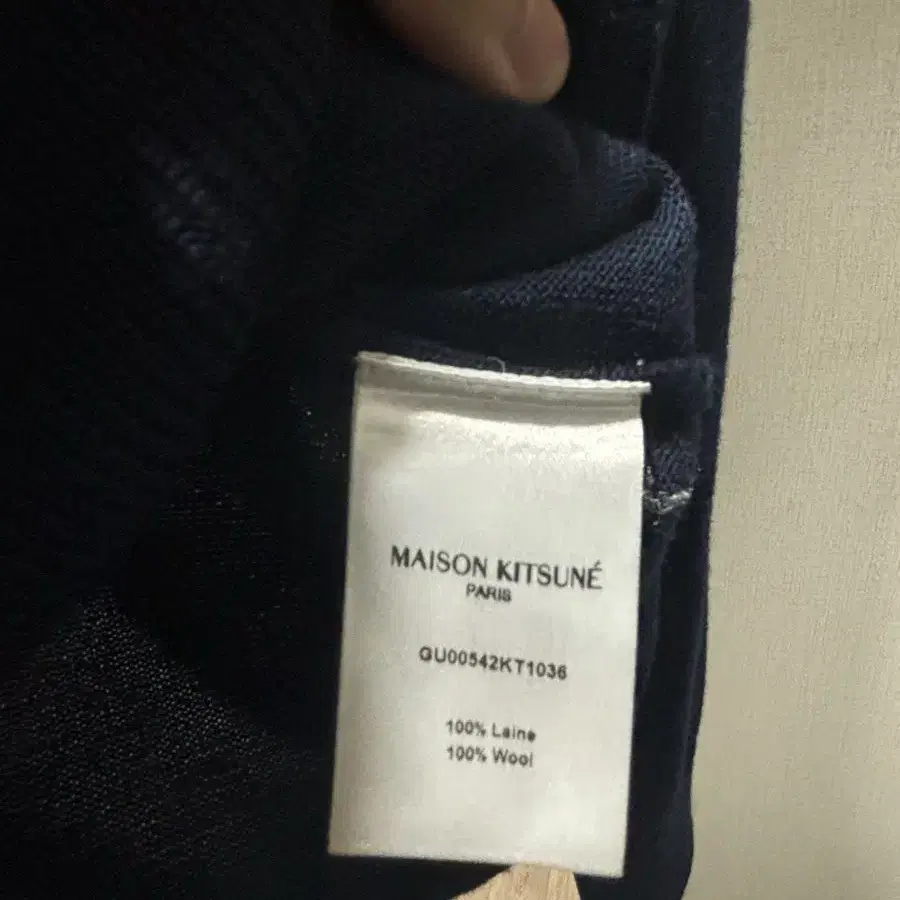 MAISON KITSUNÉ
PARIS
GU00542KT1036
100% Laine
100% Wool